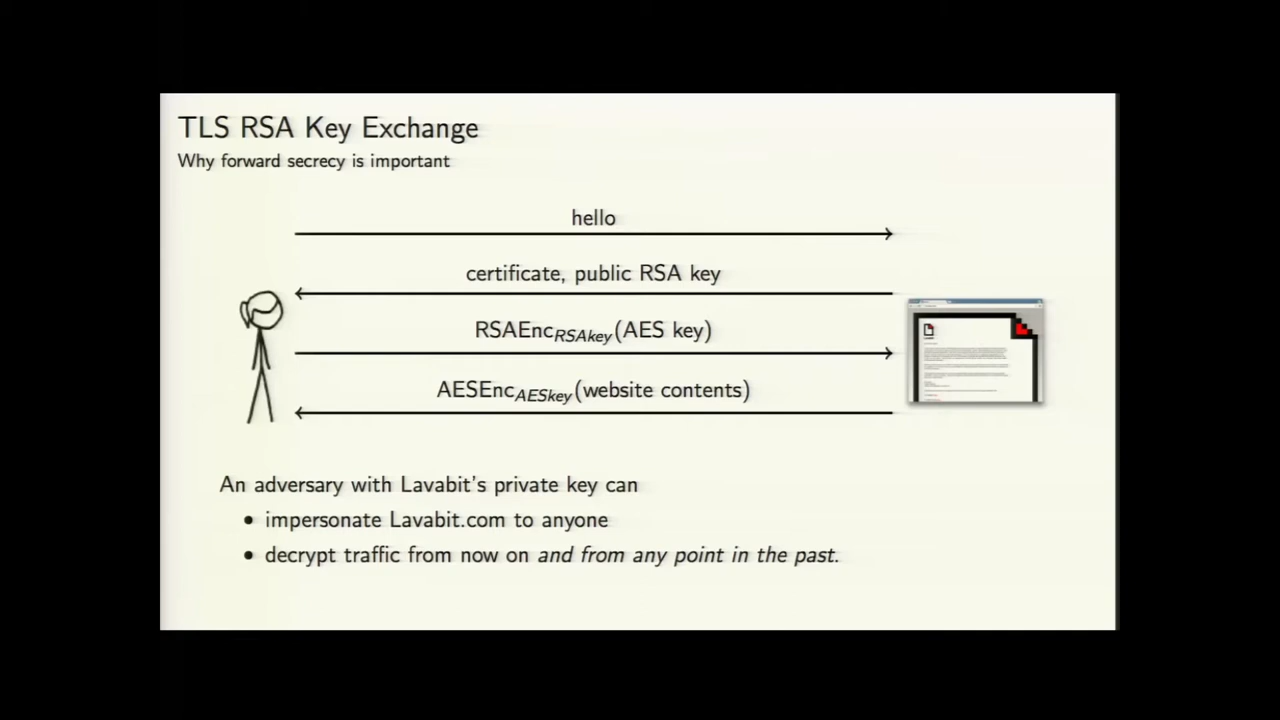 TLS RSA Key Exchange
Why forward secrecy is important
hello
certificate, public RSA key
RSAEncRSAkey(AES key)
AESEncAESkey(website contents)
An adversary with Lavabit's private key can
• impersonate Lavabit.com to anyone
• decrypt traffic from now on and from any point in the past.